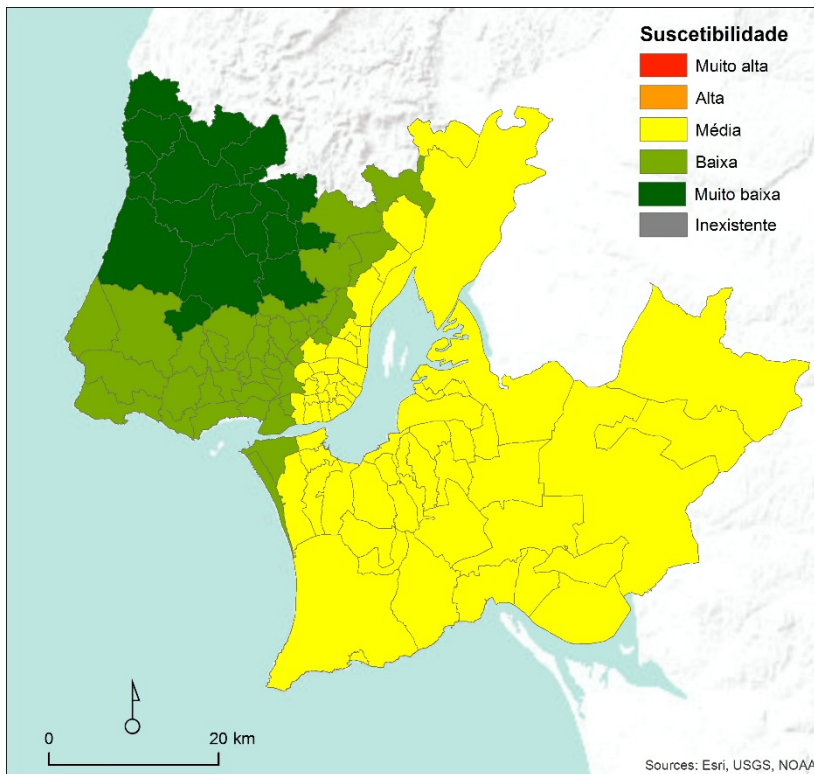 Suscetibilidade
Muito alta
Alta
Média
Baixa
Muito baixa
Inexistente
0 20 km
Sources: Esri, USGS, NOAA